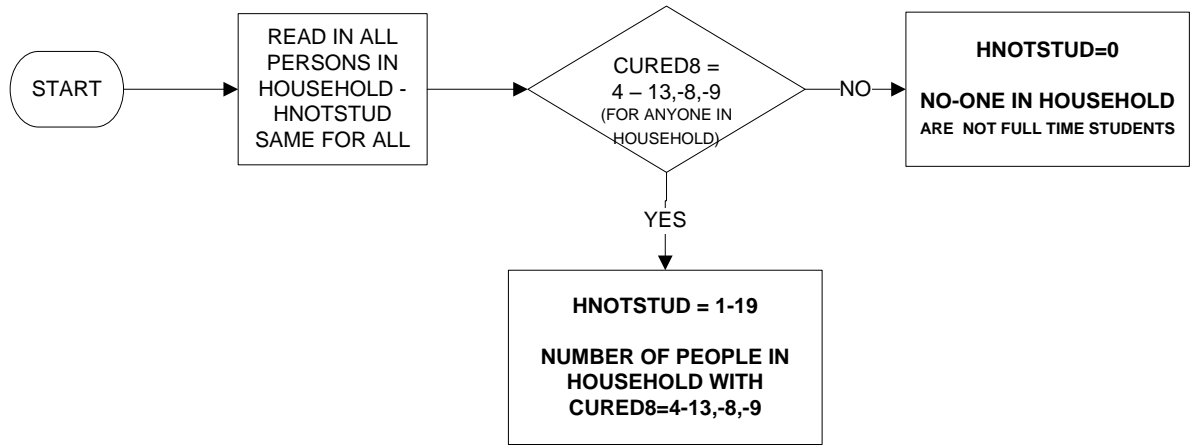 START
READ IN ALL
PERSONS IN
HOUSEHOLD -
HNOTSTUD
SAME FOR ALL
CURED8 =
4 – 13,-8,-9
(FOR ANYONE IN
HOUSEHOLD)
NO
HNOTSTUD=0
NO-ONE IN HOUSEHOLD
ARE NOT FULL TIME STUDENTS
YES
HNOTSTUD = 1-19
NUMBER OF PEOPLE IN
HOUSEHOLD WITH
CURED8=4-13,-8,-9